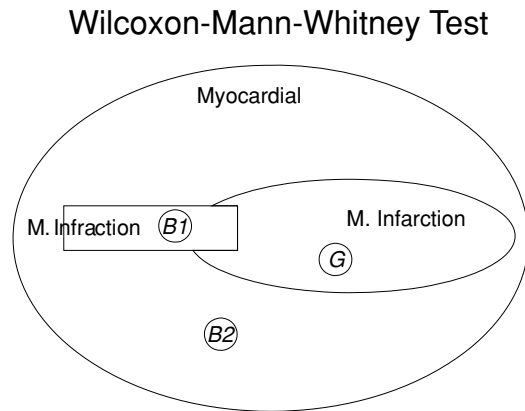 Wilcoxon-Mann-Whitney Test
Myocardial
M. Infraction
B1
M. Infarction
G
B2